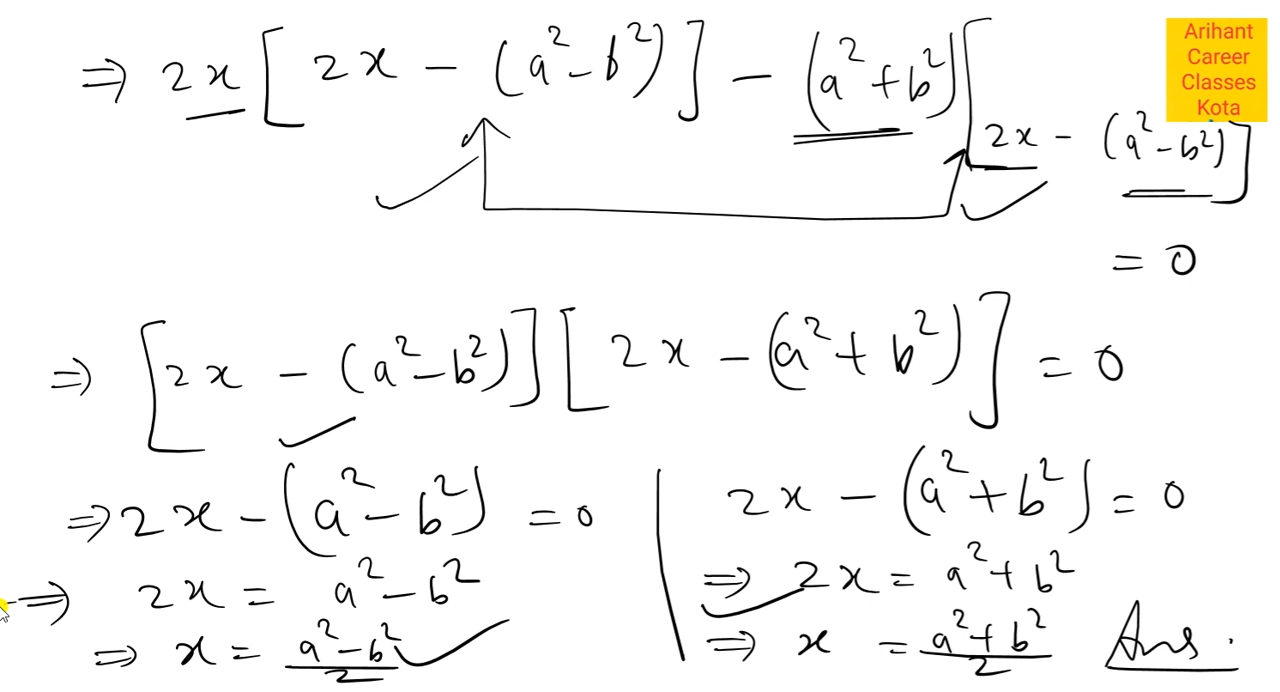 Arihant
Career
Classes
Kota
⇒ 2x [ 2x - (a² - b²) ] - (a² + b²) [ 2x - (a² - b²) ]
= 0
⇒ [ 2x - (a² - b²) ] [ 2x - (a² + b²) ] = 0
⇒ 2x - (a² - b²) = 0
⇒ 2x = a² - b²
⇒ x = (a² - b²)/2
2x - (a² + b²) = 0
⇒ 2x = a² + b²
⇒ x = (a² + b²)/2 Ans.